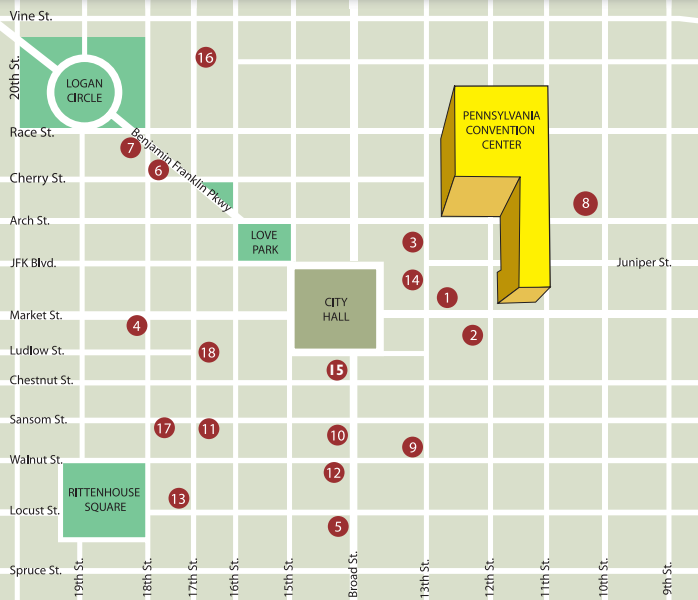 Vine St.
16
20th St.
LOGAN
CIRCLE
PENNSYLVANIA
CONVENTION
CENTER
Race St.
Benjamin Franklin Pkwy
7
6
Cherry St.
8
Arch St.
LOVE
PARK
3
JFK Blvd.
Juniper St.
14
1
CITY
HALL
Market St.
4
2
Ludlow St.
18
15
Chestnut St.
Sansom St.
17
11
10
9
Walnut St.
12
RITTENHOUSE
SQUARE
13
Locust St.
5
Spruce St.
19th St.
18th St.
17th St.
16th St.
15th St.
Broad St.
13th St.
12th St.
11th St.
10th St.
9th St.